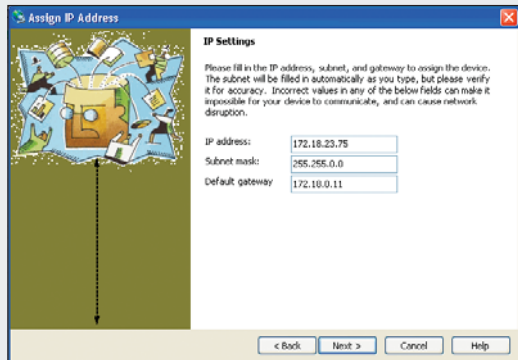 Assign IP Address
IP Settings
Please fill in the IP address, subnet, and gateway to assign the device.
The subnet will be filled in automatically as you type, but please verify
it for accuracy. Incorrect values in any of the below fields can make it
impossible for your device to communicate, and can cause network
disruption.
IP address: 172.18.23.75
Subnet mask: 255.255.0.0
Default gateway 172.18.0.11
< Back Next > Cancel Help